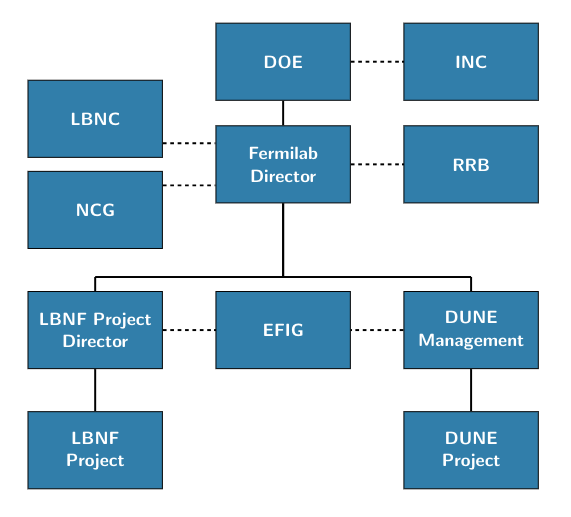 DOE
INC
LBNC
Fermilab
Director
RRB
NCG
LBNF Project
Director
EFIG
DUNE
Management
LBNF
Project
DUNE
Project